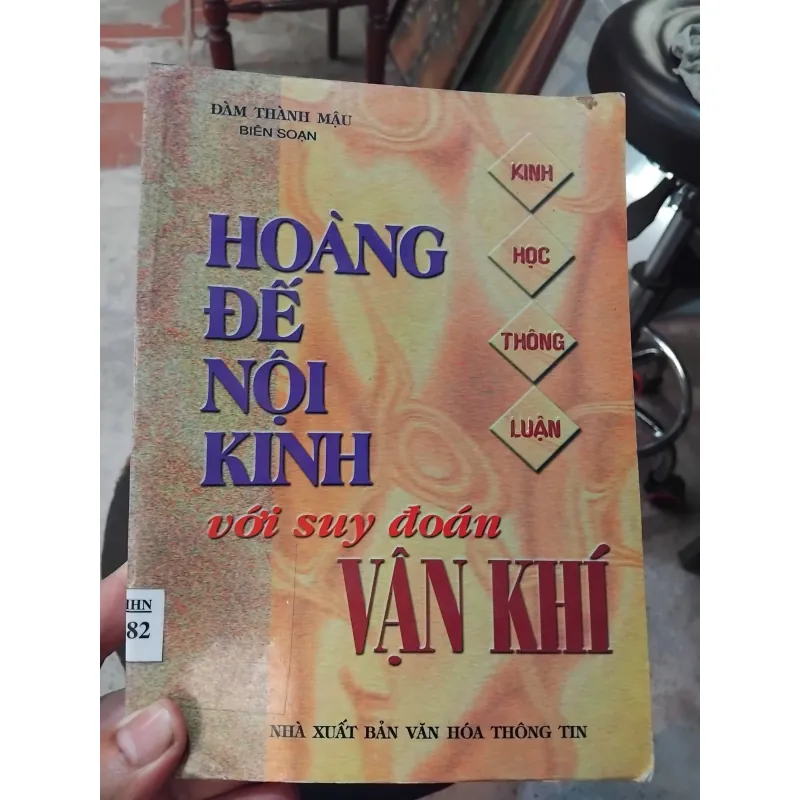 ĐÀM THÀNH MẬU
BIÊN SOẠN
KINH
HỌC
THÔNG
LUẬN
HOÀNG
ĐẾ
NỘI
KINH
với suy đoán
VẬN KHÍ
IHN
82
NHÀ XUẤT BẢN VĂN HÓA THÔNG TIN